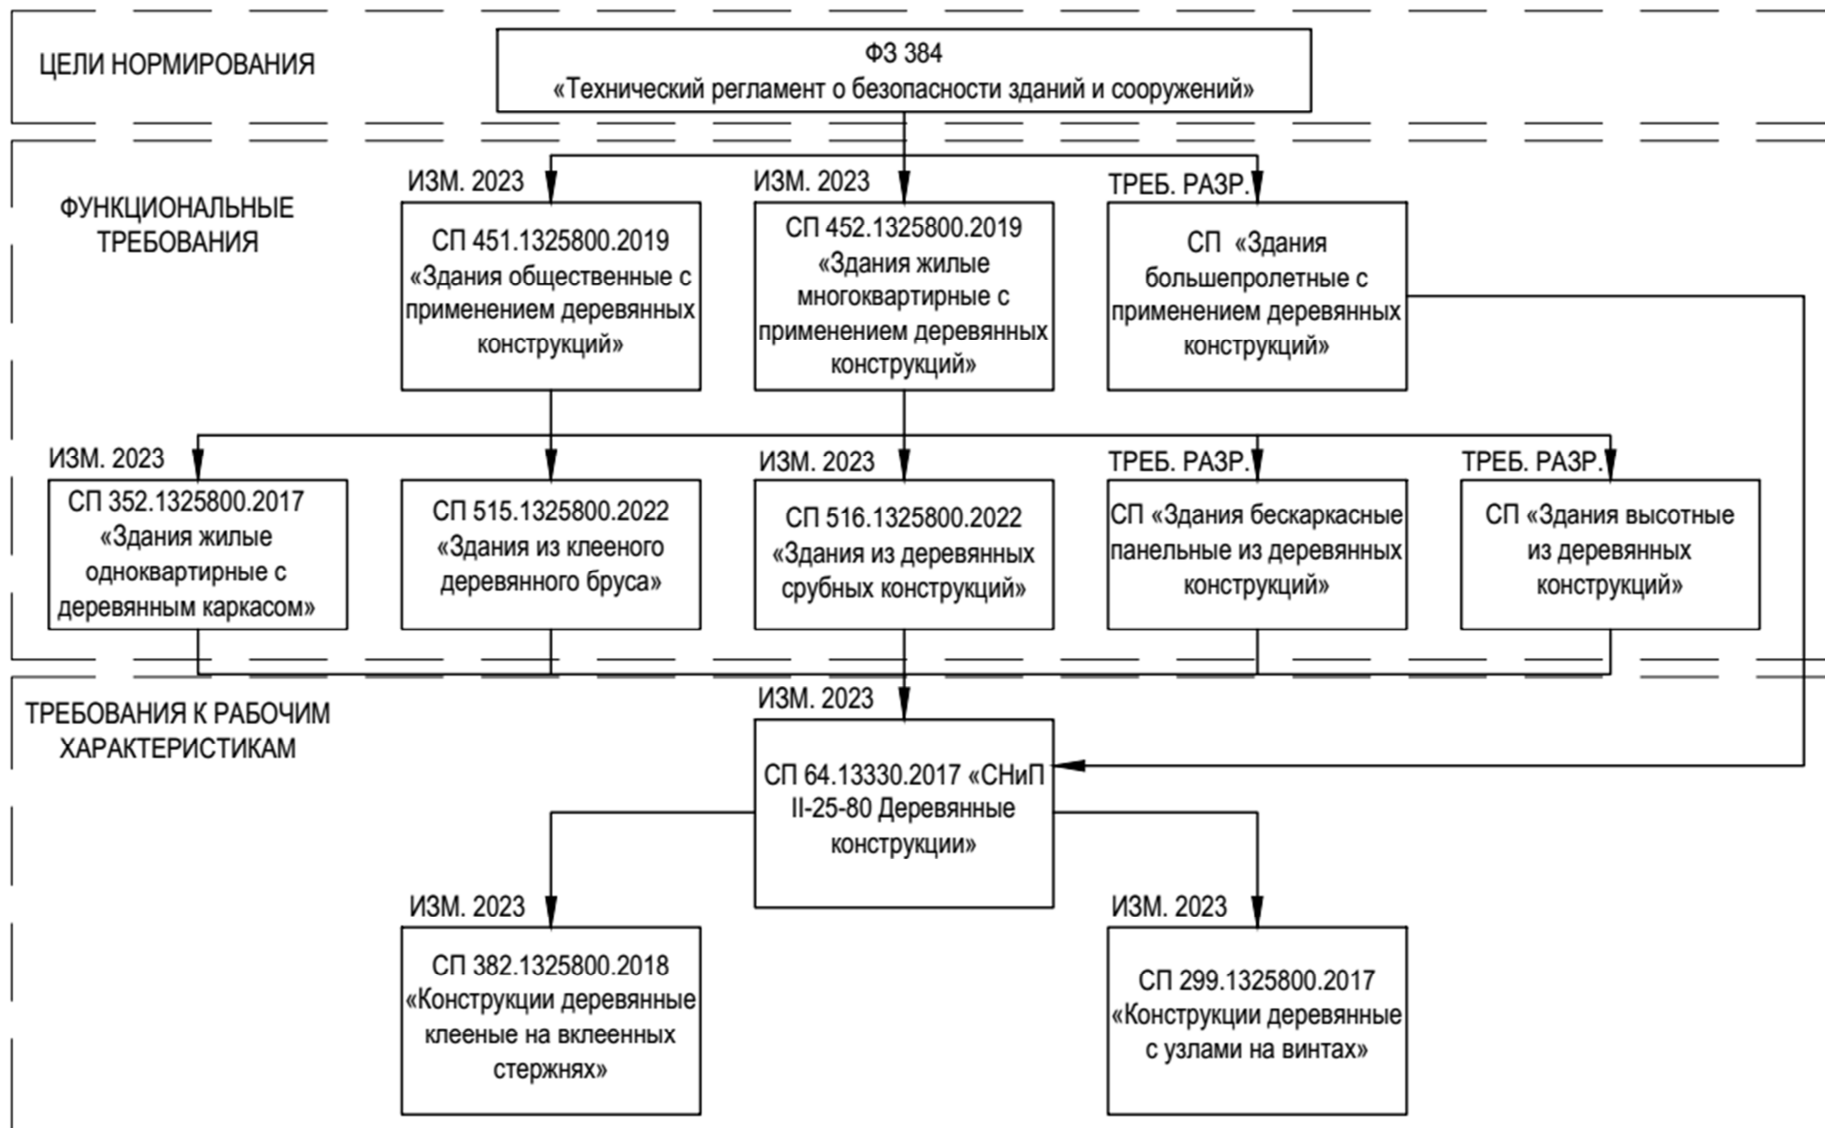 ЦЕЛИ НОРМИРОВАНИЯ
ФЗ 384
«Технический регламент о безопасности зданий и сооружений»
ФУНКЦИОНАЛЬНЫЕ
ТРЕБОВАНИЯ
ИЗМ. 2023
СП 451.1325800.2019
«Здания общественные с
применением деревянных
конструкций»
ИЗМ. 2023
СП 452.1325800.2019
«Здания жилые
многоквартирные с
применением деревянных
конструкций»
ТРЕБ. РАЗР.
СП «Здания
большепролетные с
применением деревянных
конструкций»
ИЗМ. 2023
СП 352.1325800.2017
«Здания жилые
одноквартирные с
деревянным каркасом»
СП 515.1325800.2022
«Здания из клееного
деревянного бруса»
ИЗМ. 2023
СП 516.1325800.2022
«Здания из деревянных
срубных конструкций»
ТРЕБ. РАЗР.
СП «Здания бескаркасные
панельные из деревянных
конструкций»
ТРЕБ. РАЗР.
СП «Здания высотные
из деревянных
конструкций»
ТРЕБОВАНИЯ К РАБОЧИМ
ХАРАКТЕРИСТИКАМ
ИЗМ. 2023
СП 64.13330.2017 «СНиП
II-25-80 Деревянные
конструкции»
ИЗМ. 2023
СП 382.1325800.2018
«Конструкции деревянные
клееные на вклеенных
стержнях»
ИЗМ. 2023
СП 299.1325800.2017
«Конструкции деревянные
с узлами на винтах»